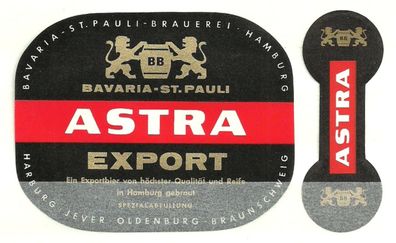 BAVARIA-ST. PAULI-BRAUEREI-HAMBURG
BB
BAVARIA-ST. PAULI
ASTRA
EXPORT
Ein Exportbier von höchster Qualität und Reife
in Hamburg gebraut
SPEZIALABFÜLLUNG
HARBURG-JEVER-OLDENBURG-BRAUNSCHWEIG
BB
ASTRA
BB